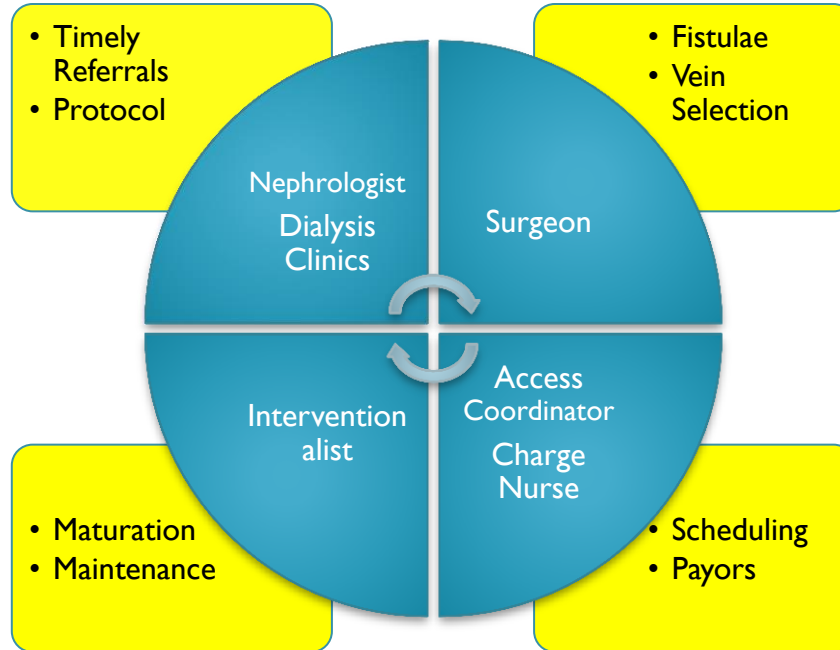 • Timely
Referrals
• Protocol
• Fistulae
• Vein
Selection
Nephrologist
Dialysis
Clinics
Surgeon
Intervention
alist
Access
Coordinator
Charge
Nurse
• Maturation
• Maintenance
• Scheduling
• Payors